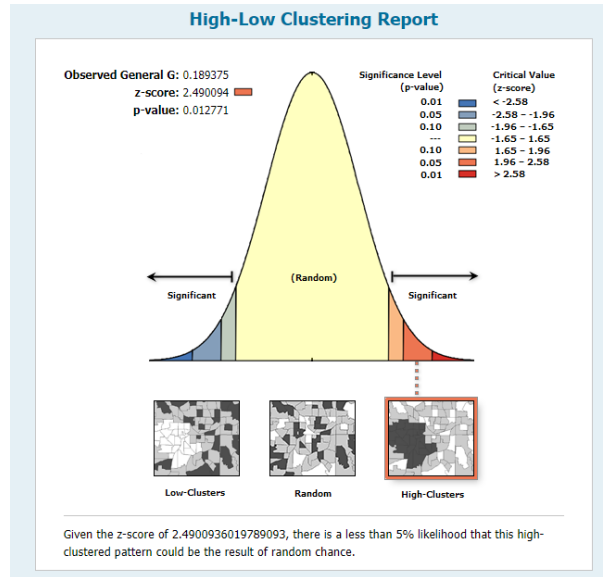 High-Low Clustering Report
Observed General G: 0.189375
z-score: 2.490094
p-value: 0.012771
Significance Level (p-value)
Critical Value (z-score)
0.01 < -2.58
0.05 -2.58 – -1.96
0.10 -1.96 – -1.65
--- -1.65 – 1.65
0.10 1.65 – 1.96
0.05 1.96 – 2.58
0.01 > 2.58
(Random)
Significant
Significant
Low-Clusters
Random
High-Clusters
Given the z-score of 2.4900936019789093, there is a less than 5% likelihood that this high-
clustered pattern could be the result of random chance.